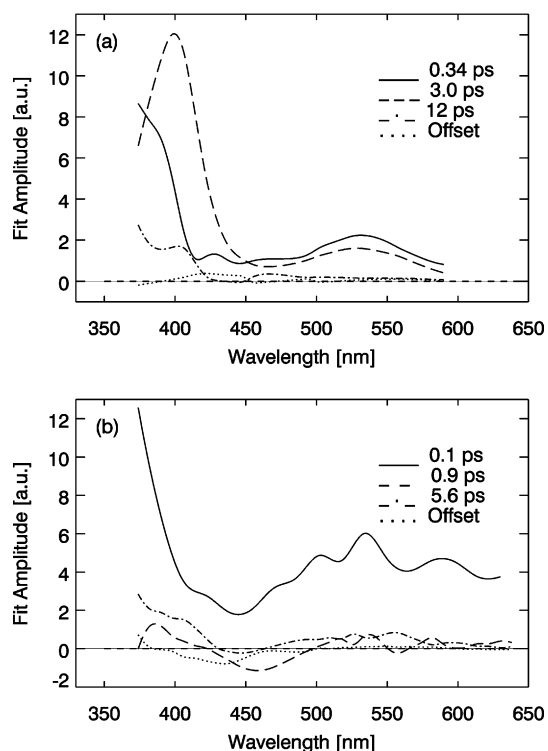 (a)
12
10
8
6
4
2
0
Fit Amplitude [a.u.]
0.34 ps
3.0 ps
12 ps
Offset
350 400 450 500 550 600 650
Wavelength [nm]
(b)
12
10
8
6
4
2
0
-2
Fit Amplitude [a.u.]
0.1 ps
0.9 ps
5.6 ps
Offset
350 400 450 500 550 600 650
Wavelength [nm]